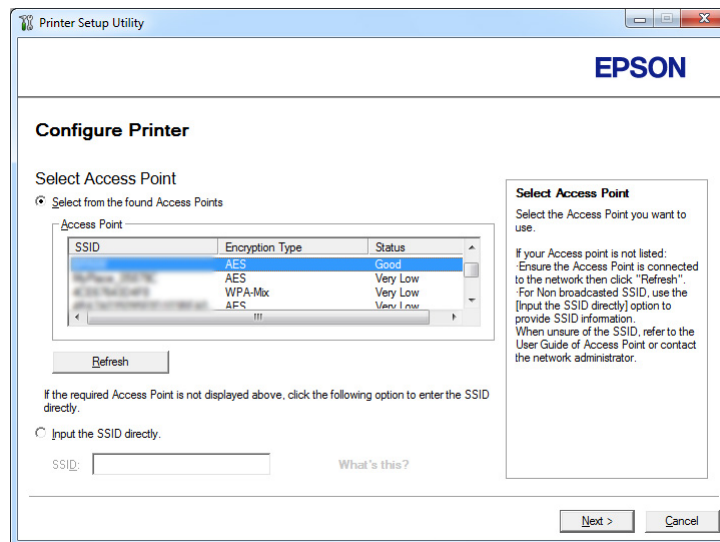 Printer Setup Utility
EPSON
Configure Printer
Select Access Point
Select from the found Access Points
Access Point
SSID Encryption Type Status
AES Good
AES Very Low
WPA-Mix Very Low
AES Very Low
Refresh
If the required Access Point is not displayed above, click the following option to enter the SSID
directly.
Input the SSID directly.
SSID: What's this?
Select Access Point
Select the Access Point you want to
use.
If your Access point is not listed:
·Ensure the Access Point is connected
to the network then click "Refresh".
·For Non broadcasted SSID, use the
[Input the SSID directly] option to
provide SSID information.
When unsure of the SSID, refer to the
User Guide of Access Point or contact
the network administrator.
Next > Cancel